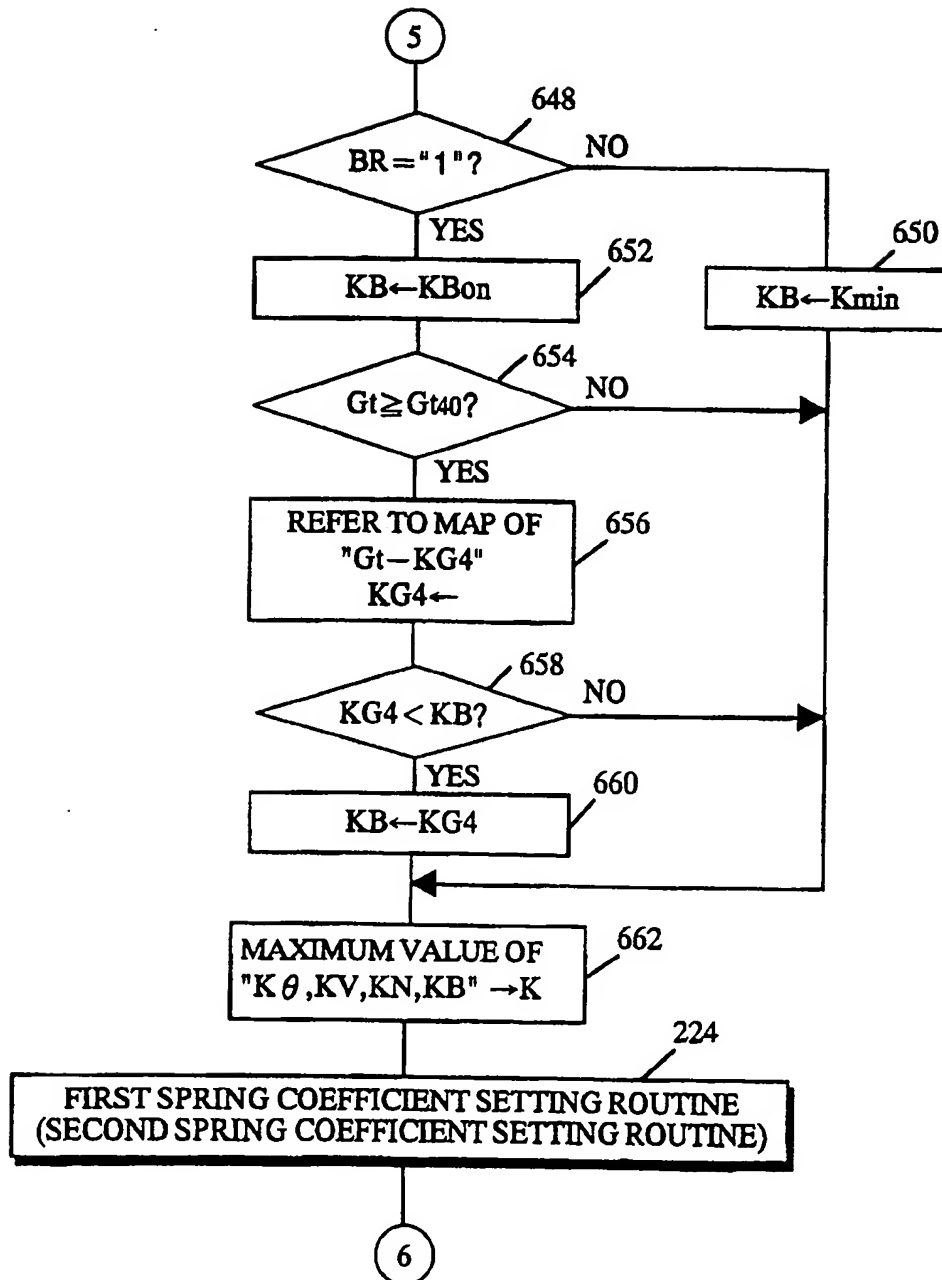 5
648
BR="1"?
NO
YES
650
652
KB←KBon
KB←Kmin
654
Gt≧Gt40?
NO
YES
REFER TO MAP OF
"Gt−KG4"
KG4←
656
658
KG4<KB?
NO
YES
660
KB←KG4
MAXIMUM VALUE OF
"Kθ,KV,KN,KB" →K
662
224
FIRST SPRING COEFFICIENT SETTING ROUTINE
(SECOND SPRING COEFFICIENT SETTING ROUTINE)
6